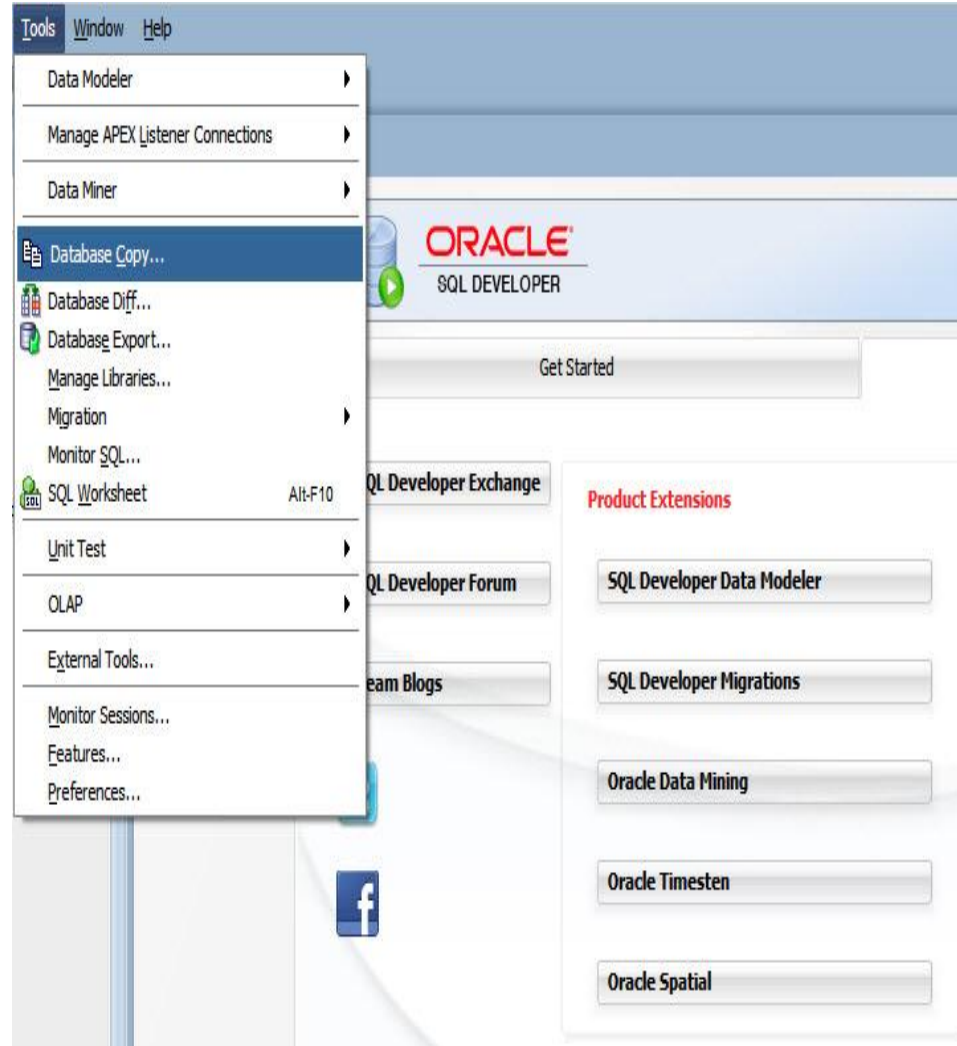 Tools Window Help
Data Modeler
Manage APEX Listener Connections
Data Miner
Database Copy...
Database Diff...
Database Export...
Manage Libraries...
Migration
Monitor SQL...
SQL Worksheet Alt-F10
Unit Test
OLAP
External Tools...
Monitor Sessions...
Features...
Preferences...
ORACLE
SQL DEVELOPER
Get Started
QL Developer Exchange
QL Developer Forum
eam Blogs
Product Extensions
SQL Developer Data Modeler
SQL Developer Migrations
Oracle Data Mining
Oracle Timesten
Oracle Spatial